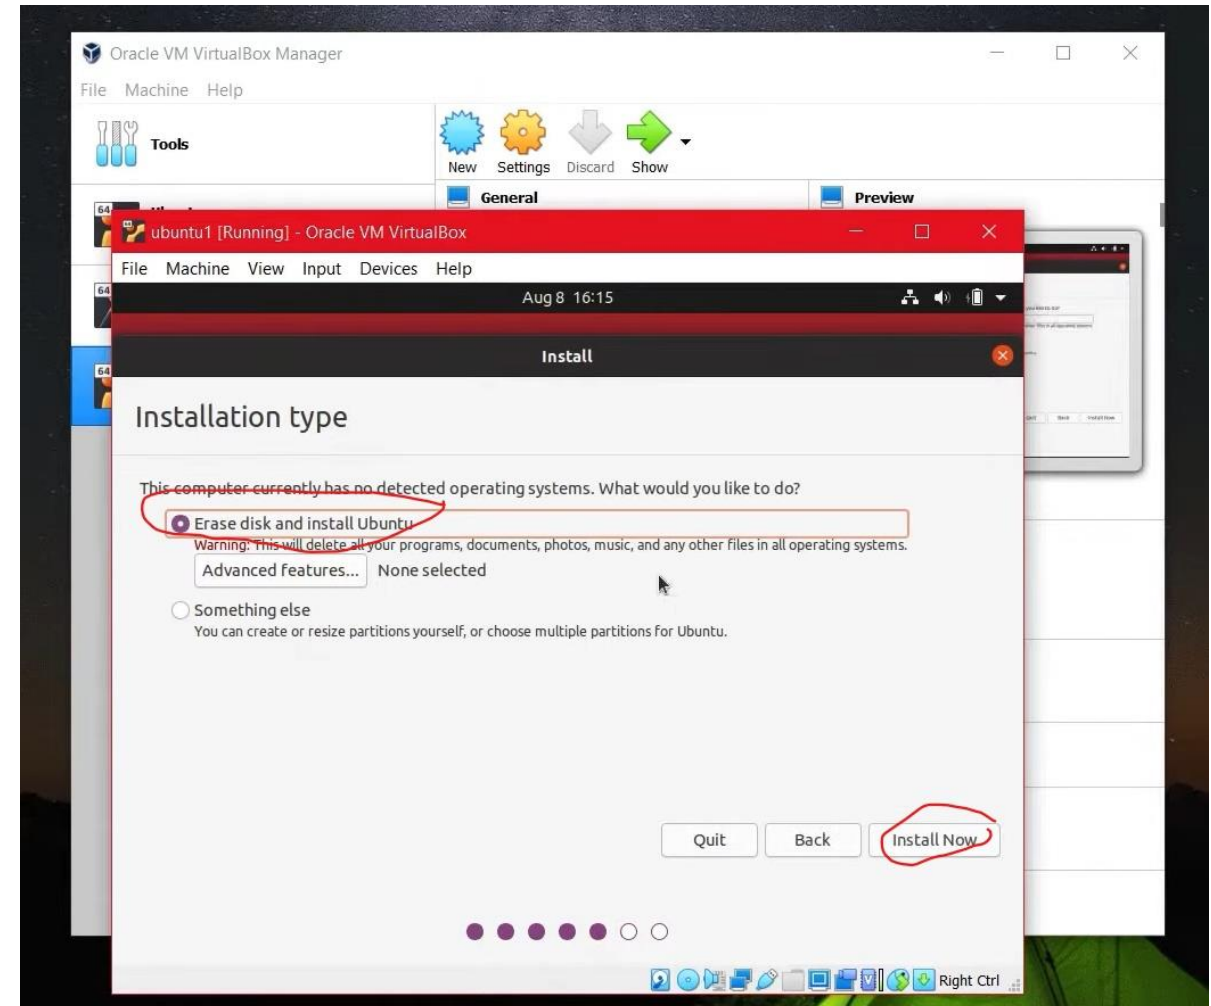 Oracle VM VirtualBox Manager
File Machine Help
Tools
New Settings Discard Show
General
Preview
64
ubuntu1 [Running] - Oracle VM VirtualBox
File Machine View Input Devices Help
64
Aug 8 16:15
Install
64
Installation type
This computer currently has no detected operating systems. What would you like to do?
Erase disk and install Ubuntu
Warning: This will delete all your programs, documents, photos, music, and any other files in all operating systems.
Advanced features... None selected
Something else
You can create or resize partitions yourself, or choose multiple partitions for Ubuntu.
Quit Back Install Now
Right Ctrl